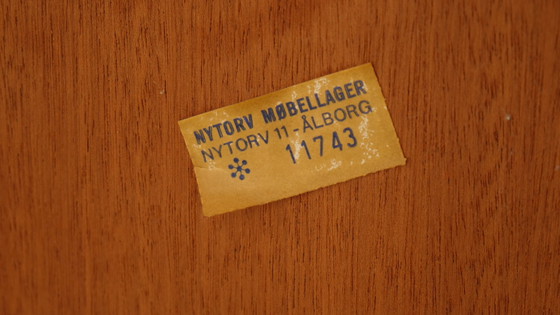 NYTORV MØBELLAGER
NYTORV 11 - ÅLBORG
11743